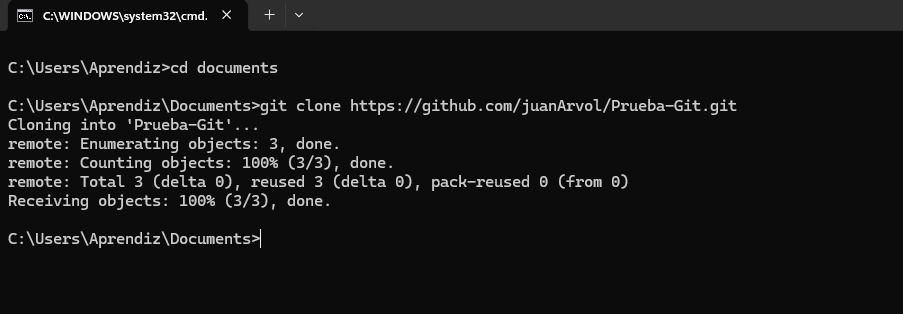 C:\WINDOWS\system32\cmd.
C:\Users\Aprendiz>cd documents
C:\Users\Aprendiz\Documents>git clone https://github.com/juanArvol/Prueba-Git.git
Cloning into 'Prueba-Git'...
remote: Enumerating objects: 3, done.
remote: Counting objects: 100% (3/3), done.
remote: Total 3 (delta 0), reused 3 (delta 0), pack-reused 0 (from 0)
Receiving objects: 100% (3/3), done.
C:\Users\Aprendiz\Documents>